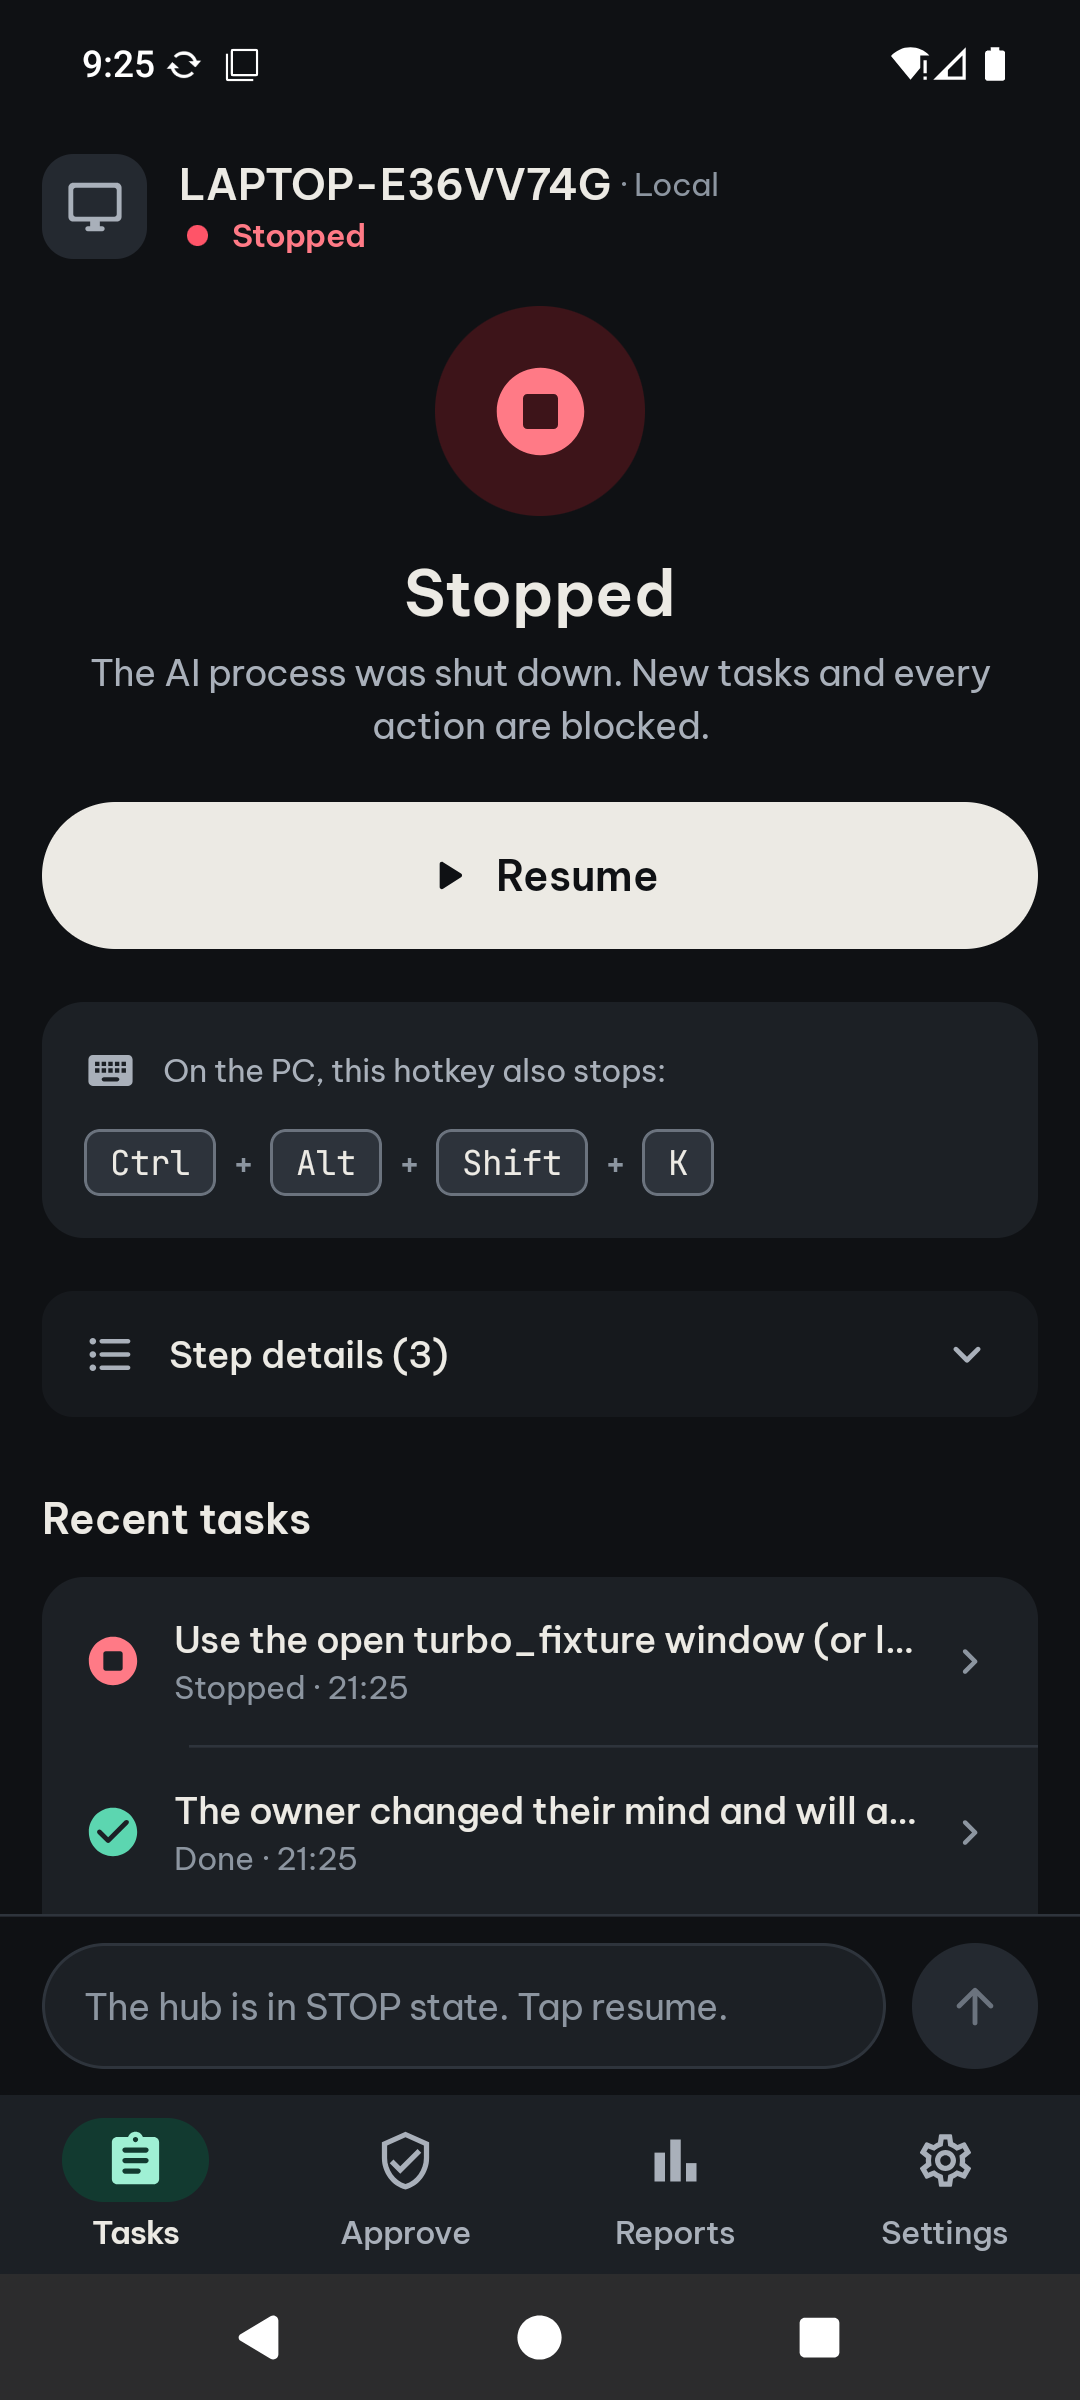 9:25
LAPTOP-E36VV74G · Local
Stopped
Stopped
The AI process was shut down. New tasks and every
action are blocked.
Resume
On the PC, this hotkey also stops:
Ctrl + Alt + Shift + K
Step details (3)
Recent tasks
Use the open turbo_fixture window (or l...
Stopped · 21:25
The owner changed their mind and will a...
Done · 21:25
The hub is in STOP state. Tap resume.
Tasks Approve Reports Settings